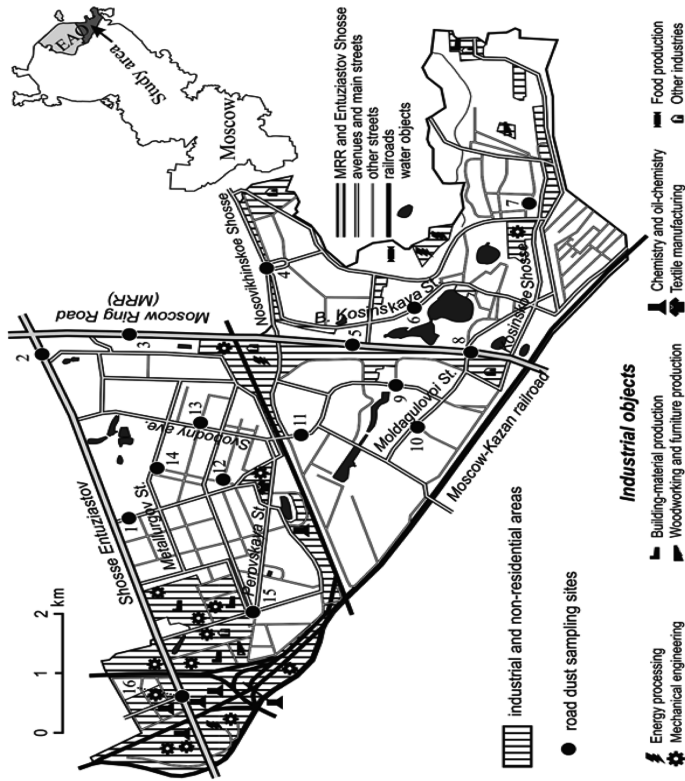 EAO
Study area
Moscow
MRR and Entuziastov Shosse
avenues and main streets
other streets
railroads
water objects
Moscow Ring Road
(MRR)
Nosovikhinskoe Shosse
Shosse Entuziastov
Metallurgov St.
Svobodny ave.
Perovskaya St.
B. Kosinskaya St.
Kosinskoe Shosse
Moldagulovoi St.
Moscow-Kazan railroad
1
2
3
4
5
6
7
8
9
10
11
12
13
14
15
16
0 1 2
km
industrial and non-residential areas
road dust sampling sites
Industrial objects
Energy processing
Mechanical engineering
Building-material production
Woodworking and furniture production
Chemistry and oil-chemistry
Textile manufacturing
Food production
Other industries